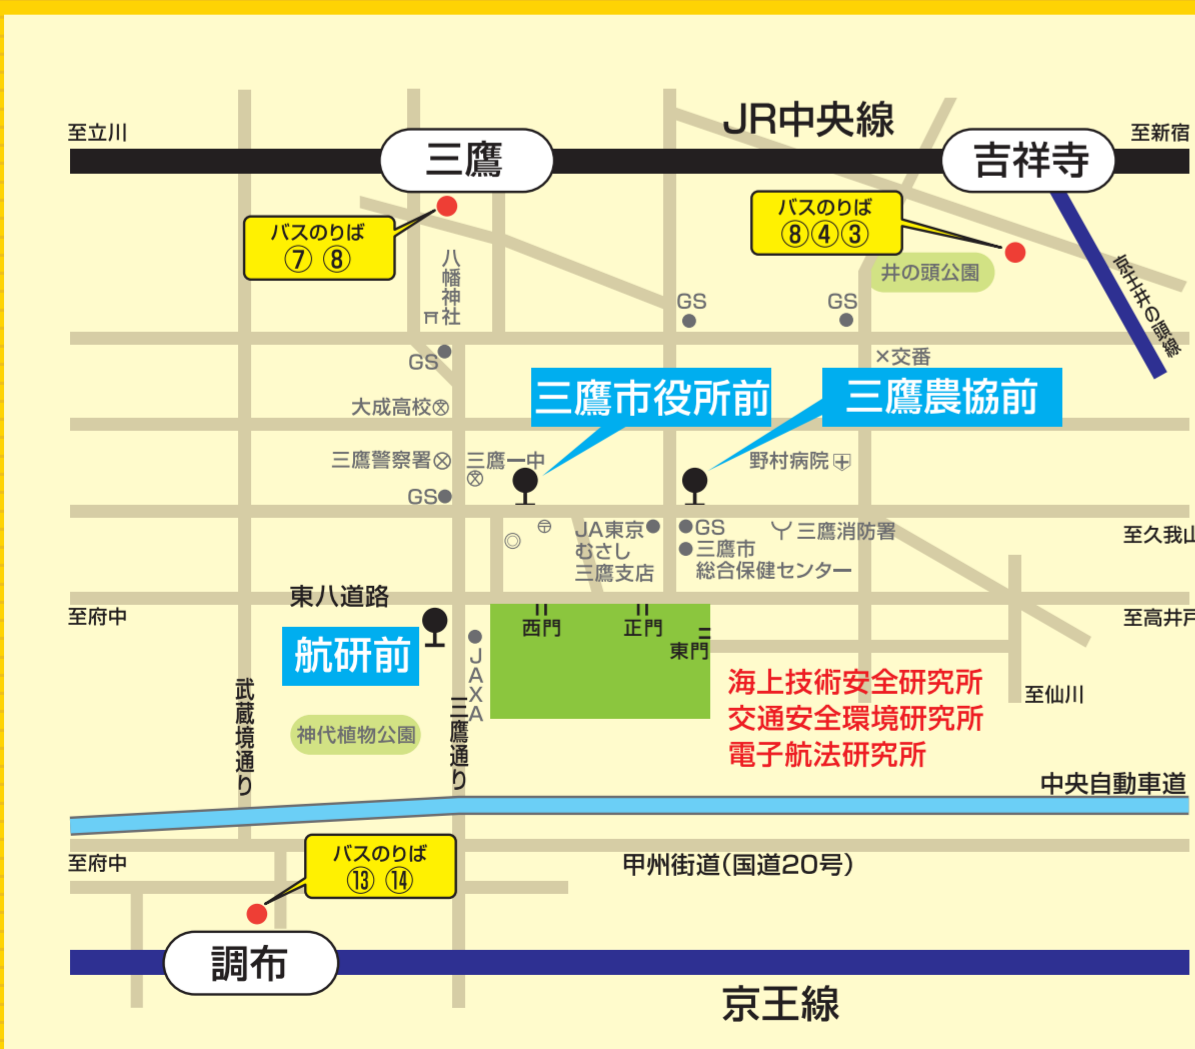 JR中央線
至立川
至新宿
三鷹
吉祥寺
バスのりば
⑦ ⑧
バスのりば
⑧④③
八幡神社
井の頭公園
京王井の頭線
GS
GS
GS
×交番
三鷹市役所前
三鷹農協前
大成高校
三鷹警察署
三鷹一中
野村病院
GS
JA東京
むさし
三鷹支店
GS
三鷹市
総合保健センター
三鷹消防署
至久我山
東八道路
至府中
至高井戸
航研前
西門
正門
東門
JAXA
海上技術安全研究所
交通安全環境研究所
電子航法研究所
至仙川
武蔵境通り
三鷹通り
神代植物公園
中央自動車道
至府中
バスのりば
⑬ ⑭
甲州街道(国道20号)
調布
京王線